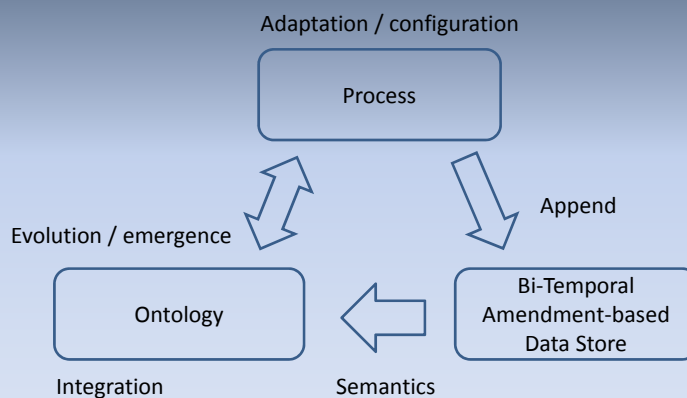 Adaptation / configuration
Process
Append
Evolution / emergence
Ontology
Bi-Temporal
Amendment-based
Data Store
Integration
Semantics